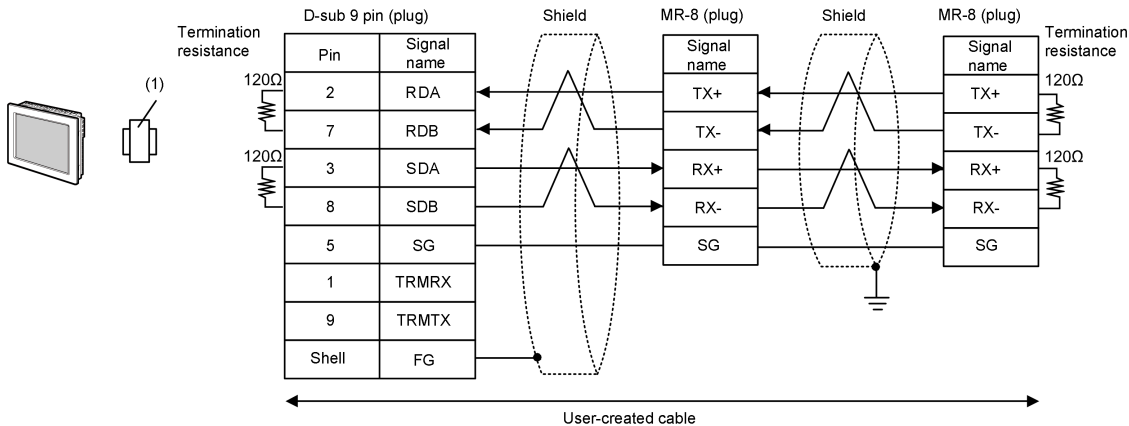 D-sub 9 pin (plug) Shield MR-8 (plug) Shield MR-8 (plug)
Termination resistance
Termination resistance
(1)
Pin Signal name
Signal name
Signal name
120Ω 2 RDA TX+ TX+ 120Ω
7 RDB TX- TX-
120Ω 3 SDA RX+ RX+ 120Ω
8 SDB RX- RX-
5 SG SG SG
1 TRMRX
9 TRMTX
Shell FG
User-created cable